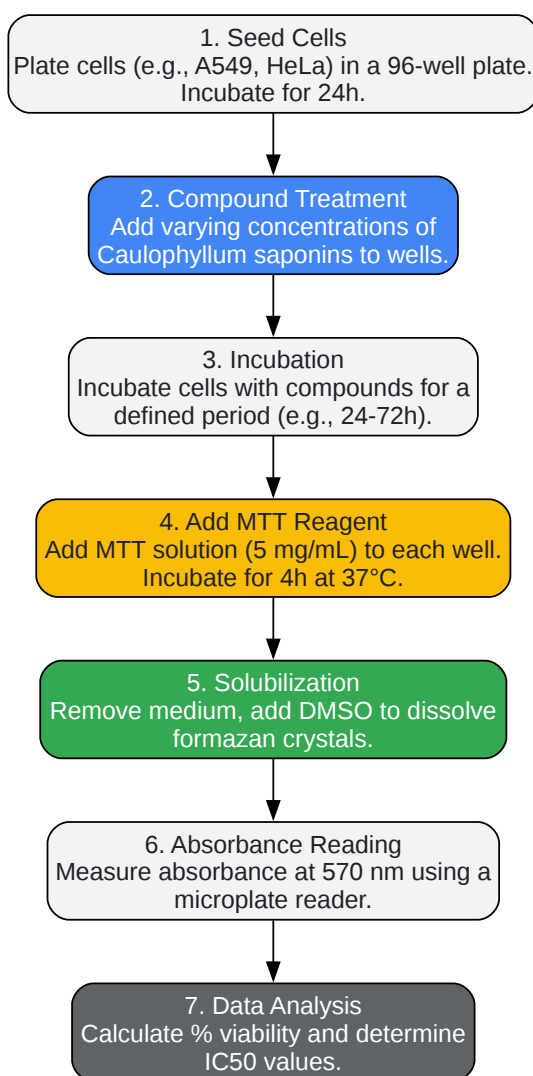 1. Seed Cells
Plate cells (e.g., A549, HeLa) in a 96-well plate.
Incubate for 24h.
2. Compound Treatment
Add varying concentrations of
Caulophyllum saponins to wells.
3. Incubation
Incubate cells with compounds for a
defined period (e.g., 24-72h).
4. Add MTT Reagent
Add MTT solution (5 mg/mL) to each well.
Incubate for 4h at 37°C.
5. Solubilization
Remove medium, add DMSO to dissolve
formazan crystals.
6. Absorbance Reading
Measure absorbance at 570 nm using a
microplate reader.
7. Data Analysis
Calculate % viability and determine
IC50 values.